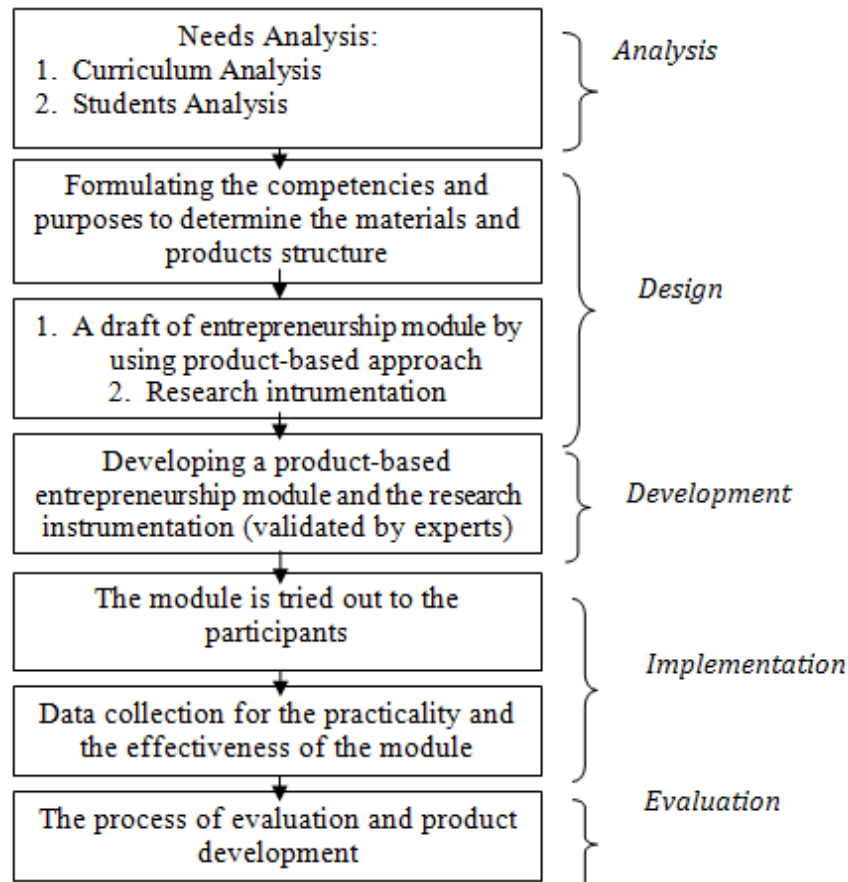 Needs Analysis:
1. Curriculum Analysis
2. Students Analysis
Analysis
Formulating the competencies and
purposes to determine the materials and
products structure
Design
1. A draft of entrepreneurship module by
using product-based approach
2. Research intrumentation
Developing a product-based
entrepreneurship module and the research
instrumentation (validated by experts)
Development
The module is tried out to the
participants
Implementation
Data collection for the practicality and
the effectiveness of the module
Evaluation
The process of evaluation and product
development